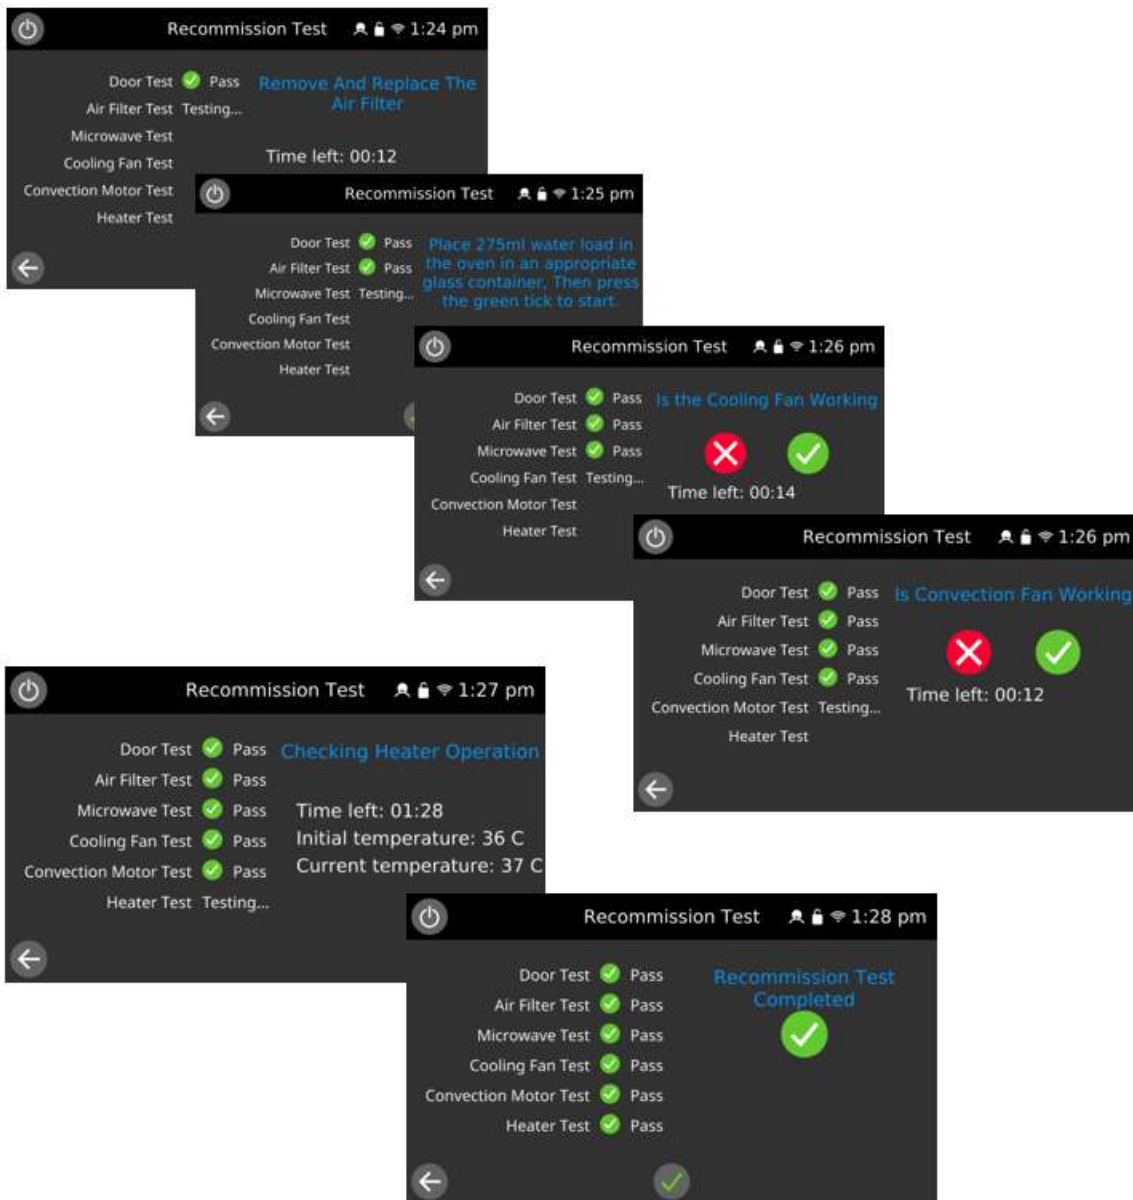 Recommission Test 1:24 pm
Door Test Pass
Air Filter Test Testing...
Microwave Test
Cooling Fan Test
Convection Motor Test
Heater Test
Remove And Replace The
Air Filter
Time left: 00:12
Recommission Test 1:25 pm
Door Test Pass
Air Filter Test Pass
Microwave Test Testing...
Cooling Fan Test
Convection Motor Test
Heater Test
Place 275ml water load in
the oven in an appropriate
glass container. Then press
the green tick to start.
Recommission Test 1:26 pm
Door Test Pass
Air Filter Test Pass
Microwave Test Pass
Cooling Fan Test Testing...
Convection Motor Test
Heater Test
Is the Cooling Fan Working
Time left: 00:14
Recommission Test 1:26 pm
Door Test Pass
Air Filter Test Pass
Microwave Test Pass
Cooling Fan Test Pass
Convection Motor Test Testing...
Heater Test
Is Convection Fan Working
Time left: 00:12
Recommission Test 1:27 pm
Door Test Pass
Air Filter Test Pass
Microwave Test Pass
Cooling Fan Test Pass
Convection Motor Test Pass
Heater Test Testing...
Checking Heater Operation
Time left: 01:28
Initial temperature: 36 C
Current temperature: 37 C
Recommission Test 1:28 pm
Door Test Pass
Air Filter Test Pass
Microwave Test Pass
Cooling Fan Test Pass
Convection Motor Test Pass
Heater Test Pass
Recommission Test
Completed